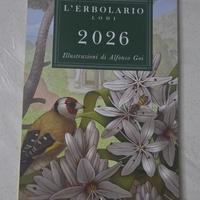 L'ERBOLARIO
LODI
2026
Illustrazioni di Alfonso Goi